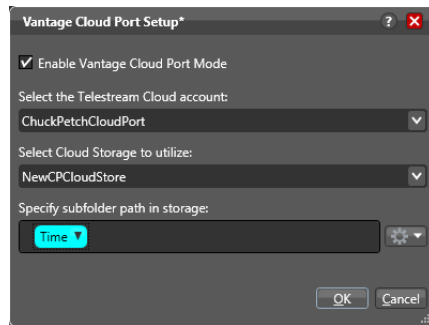 Vantage Cloud Port Setup*
Enable Vantage Cloud Port Mode
Select the Telestream Cloud account:
ChuckPetchCloudPort
Select Cloud Storage to utilize:
NewCPCloudStore
Specify subfolder path in storage:
Time
OK Cancel